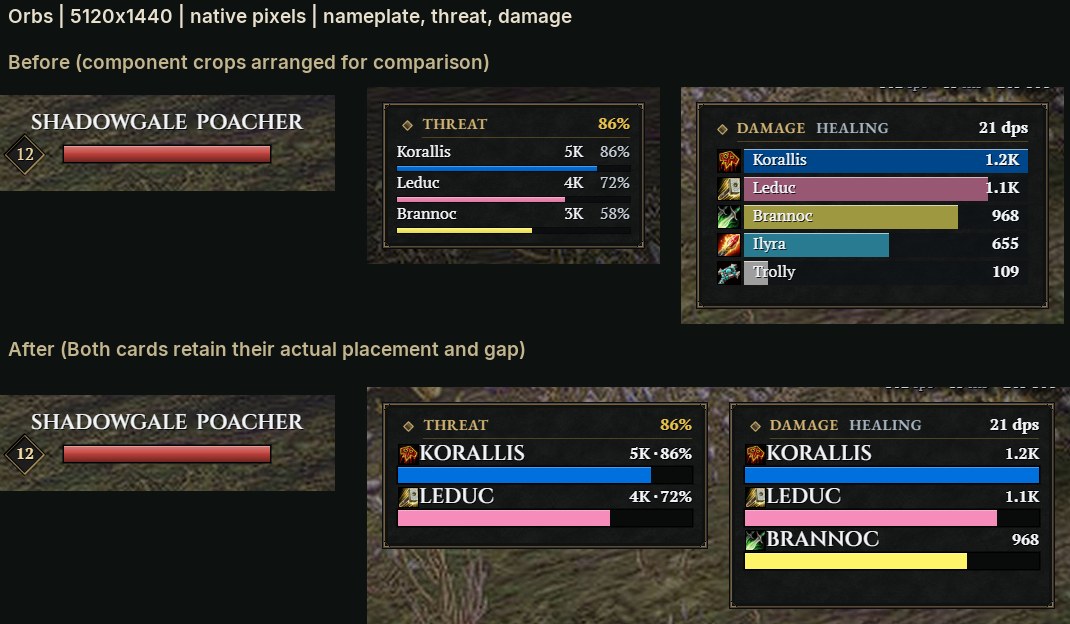 Orbs | 5120x1440 | native pixels | nameplate, threat, damage
Before (component crops arranged for comparison)
SHADOWGALE POACHER
12
THREAT 86%
Korallis 5K 86%
Leduc 4K 72%
Brannoc 3K 58%
DAMAGE HEALING 21 dps
Korallis 1.2K
Leduc 1.1K
Brannoc 968
Ilyra 655
Trolly 109
After (Both cards retain their actual placement and gap)
SHADOWGALE POACHER
12
THREAT 86%
KORALLIS 5K·86%
LEDUC 4K·72%
DAMAGE HEALING 21 dps
KORALLIS 1.2K
LEDUC 1.1K
BRANNOC 968